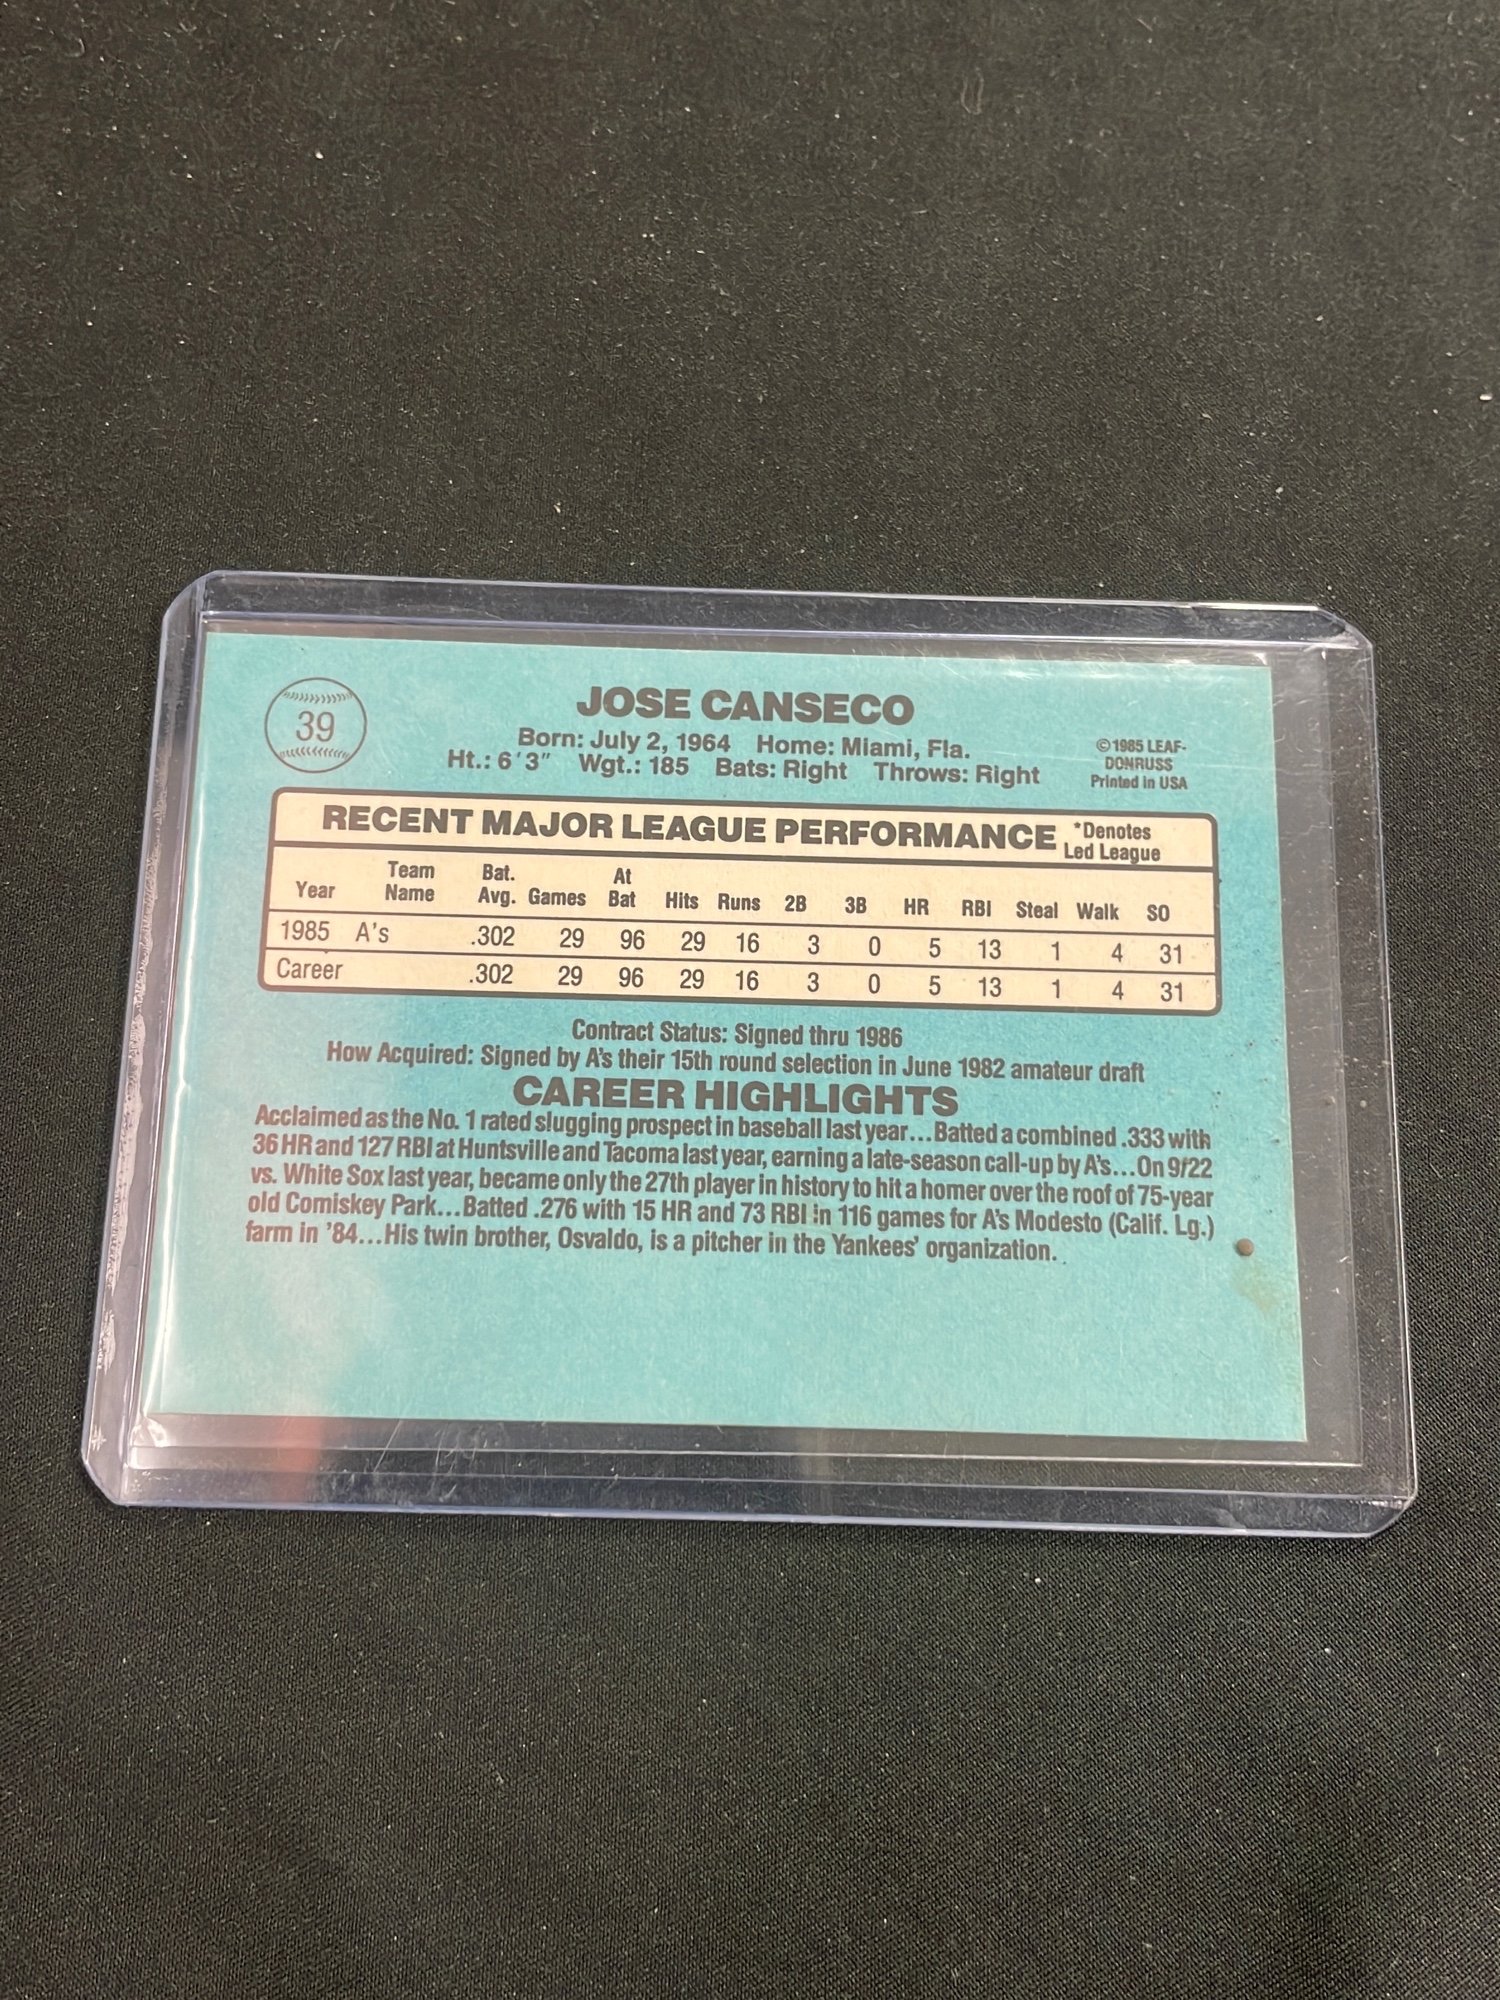 39
JOSE CANSECO
Born: July 2, 1964 Home: Miami, Fla.
Ht.: 6'3" Wgt.: 185 Bats: Right Throws: Right
©1985 LEAF-
DONRUSS
Printed in USA
RECENT MAJOR LEAGUE PERFORMANCE
*Denotes
Led League
Year Team Name Bat. Avg. Games At Bat Hits Runs 2B 3B HR RBI Steal Walk SO
1985 A's .302 29 96 29 16 3 0 5 13 1 4 31
Career .302 29 96 29 16 3 0 5 13 1 4 31
Contract Status: Signed thru 1986
How Acquired: Signed by A's their 15th round selection in June 1982 amateur draft
CAREER HIGHLIGHTS
Acclaimed as the No. 1 rated slugging prospect in baseball last year...Batted a combined .333 with
36 HR and 127 RBI at Huntsville and Tacoma last year, earning a late-season call-up by A's...On 9/22
vs. White Sox last year, became only the 27th player in history to hit a homer over the roof of 75-year
old Comiskey Park...Batted .276 with 15 HR and 73 RBI in 116 games for A's Modesto (Calif. Lg.)
farm in '84...His twin brother, Osvaldo, is a pitcher in the Yankees' organization.